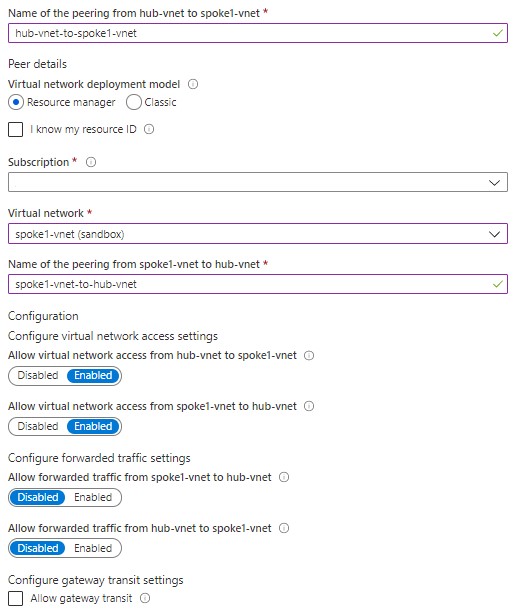 Name of the peering from hub-vnet to spoke1-vnet *
hub-vnet-to-spoke1-vnet
Peer details
Virtual network deployment model
Resource manager Classic
I know my resource ID
Subscription *
Virtual network *
spoke1-vnet (sandbox)
Name of the peering from spoke1-vnet to hub-vnet *
spoke1-vnet-to-hub-vnet
Configuration
Configure virtual network access settings
Allow virtual network access from hub-vnet to spoke1-vnet
Disabled Enabled
Allow virtual network access from spoke1-vnet to hub-vnet
Disabled Enabled
Configure forwarded traffic settings
Allow forwarded traffic from spoke1-vnet to hub-vnet
Disabled Enabled
Allow forwarded traffic from hub-vnet to spoke1-vnet
Disabled Enabled
Configure gateway transit settings
Allow gateway transit